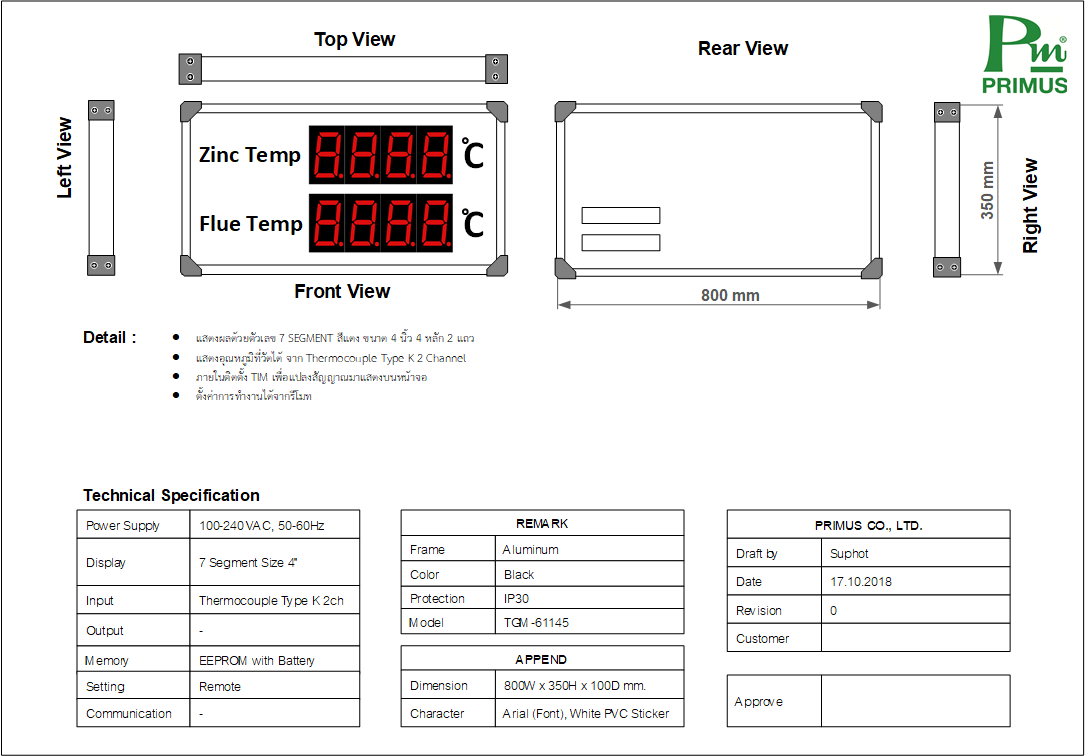 Top View
Rear View
Pm®
PRIMUS
Left View
Zinc Temp 8.8.8.8. °C
Flue Temp 8.8.8.8. °C
350 mm
Right View
Front View
800 mm
Detail :
• แสดงผลด้วยตัวเลข 7 SEGMENT สีแดง ขนาด 4 นิ้ว 4 หลัก 2 แถว
• แสดงอุณหภูมิที่วัดได้ จาก Thermocouple Type K 2 Channel
• ภายในติดตั้ง TIM เพื่อแปลงสัญญาณมาแสดงบนหน้าจอ
• ตั้งค่าการทำงานได้จากรีโมท
Technical Specification
Power Supply 100-240VAC, 50-60Hz
Display 7 Segment Size 4"
Input Thermocouple Type K 2ch
Output -
Memory EEPROM with Battery
Setting Remote
Communication -
REMARK
Frame Aluminum
Color Black
Protection IP30
Model TGM-61145
APPEND
Dimension 800W x 350H x 100D mm.
Character Arial (Font), White PVC Sticker
PRIMUS CO., LTD.
Draft by Suphot
Date 17.10.2018
Revision 0
Customer
Approve